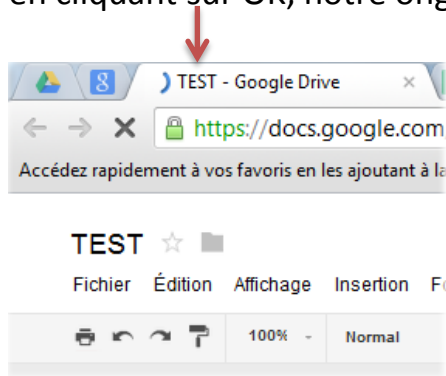 en cliquant sur OK, notre ong
8 TEST - Google Drive ×
https://docs.google.com
Accédez rapidement à vos favoris en les ajoutant à la
TEST
Fichier Édition Affichage Insertion
100% Normal